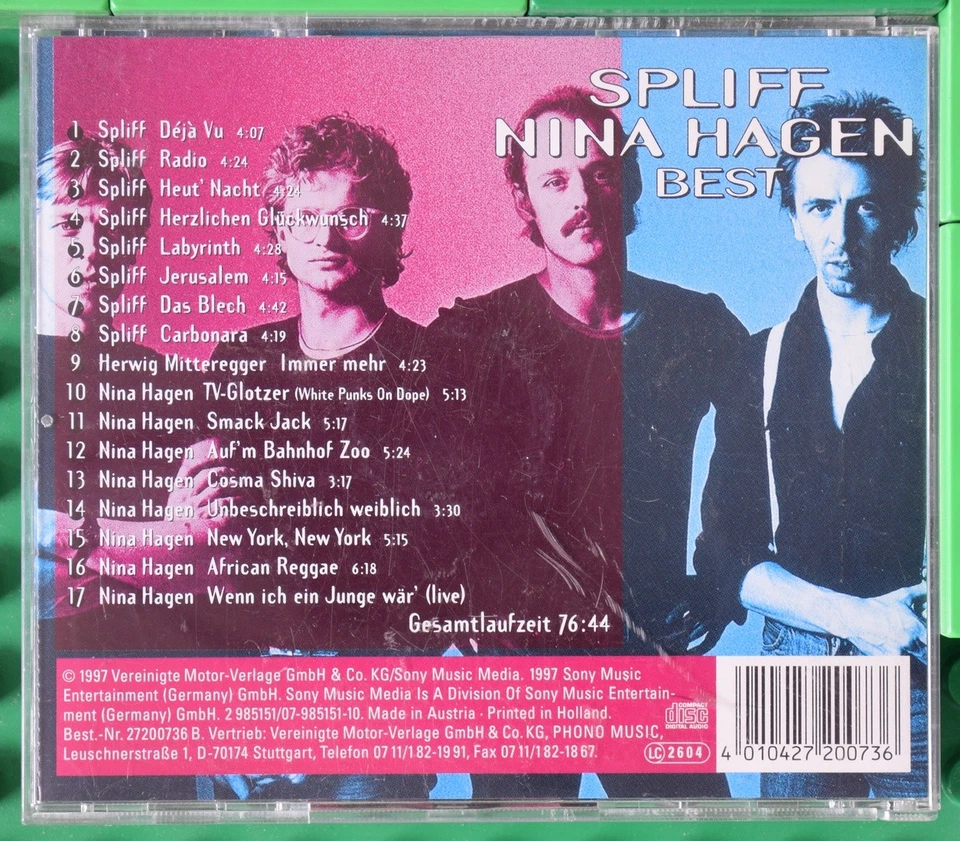 SPLIFF
NINA HAGEN
BEST
1 Spliff Déjà Vu 4:07
2 Spliff Radio 4:24
3 Spliff Heut' Nacht 4:24
4 Spliff Herzlichen Glückwunsch 4:37
5 Spliff Labyrinth 4:28
6 Spliff Jerusalem 4:15
7 Spliff Das Blech 4:42
8 Spliff Carbonara 4:19
9 Herwig Mitteregger Immer mehr 4:23
10 Nina Hagen TV-Glotzer (White Punks On Dope) 5:13
11 Nina Hagen Smack Jack 5:17
12 Nina Hagen Auf'm Bahnhof Zoo 5:24
13 Nina Hagen Cosma Shiva 3:17
14 Nina Hagen Unbeschreiblich weiblich 3:30
15 Nina Hagen New York, New York 5:15
16 Nina Hagen African Reggae 6:18
17 Nina Hagen Wenn ich ein Junge wär' (live)
Gesamtlaufzeit 76:44
© 1997 Vereinigte Motor-Verlage GmbH & Co. KG/Sony Music Media. 1997 Sony Music
Entertainment (Germany) GmbH. Sony Music Media Is A Division Of Sony Music Entertain-
ment (Germany) GmbH. 2 985151/07-985151-10. Made in Austria · Printed in Holland.
Best.-Nr. 27200736 B. Vertrieb: Vereinigte Motor-Verlage GmbH & Co. KG, PHONO MUSIC,
Leuschnerstraße 1, D-70174 Stuttgart, Telefon 07 11/1 82-19 91, Fax 07 11/1 82-18 67.
COMPACT
disc
DIGITAL AUDIO
LC 2604
4 010427 200736